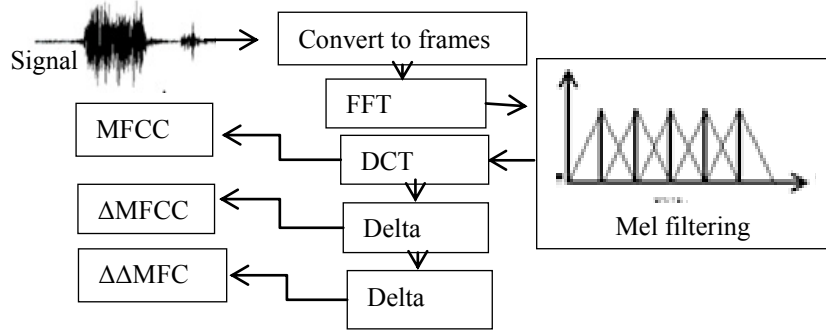 Signal
Convert to frames
FFT
MFCC
DCT
ΔMFCC
Delta
Mel filtering
ΔΔMFC
Delta